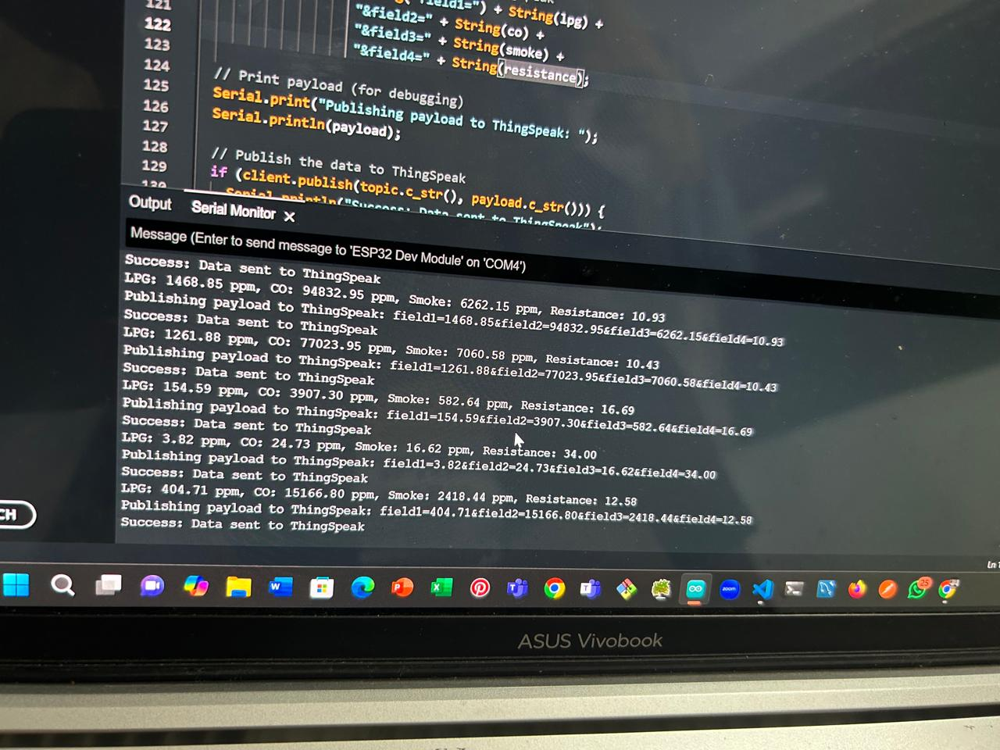 121
122
123
124
125
126
127
128
129
field1=") + String(lpg) +
"&field2=" + String(co) +
"&field3=" + String(smoke) +
"&field4=" + String(resistance);
// Print payload (for debugging)
Serial.print("Publishing payload to ThingSpeak: ");
Serial.println(payload);
// Publish the data to ThingSpeak
if (client.publish(topic.c_str(), payload.c_str())) {
Serial.println("Success: Data sent to ThingSpeak");
Output Serial Monitor X
Message (Enter to send message to 'ESP32 Dev Module' on 'COM4')
Success: Data sent to ThingSpeak
LPG: 1468.85 ppm, CO: 94832.95 ppm, Smoke: 6262.15 ppm, Resistance: 10.93
Publishing payload to ThingSpeak: field1=1468.85&field2=94832.95&field3=6262.15&field4=10.93
Success: Data sent to ThingSpeak
LPG: 1261.88 ppm, CO: 77023.95 ppm, Smoke: 7060.58 ppm, Resistance: 10.43
Publishing payload to ThingSpeak: field1=1261.88&field2=77023.95&field3=7060.58&field4=10.43
Success: Data sent to ThingSpeak
LPG: 154.59 ppm, CO: 3907.30 ppm, Smoke: 582.64 ppm, Resistance: 16.69
Publishing payload to ThingSpeak: field1=154.59&field2=3907.30&field3=582.64&field4=16.69
Success: Data sent to ThingSpeak
LPG: 3.82 ppm, CO: 24.73 ppm, Smoke: 16.62 ppm, Resistance: 34.00
Publishing payload to ThingSpeak: field1=3.82&field2=24.73&field3=16.62&field4=34.00
Success: Data sent to ThingSpeak
LPG: 404.71 ppm, CO: 15166.80 ppm, Smoke: 2418.44 ppm, Resistance: 12.58
Publishing payload to ThingSpeak: field1=404.71&field2=15166.80&field3=2418.44&field4=12.58
Success: Data sent to ThingSpeak
CH
Ln
zoom
25
ASUS Vivobook